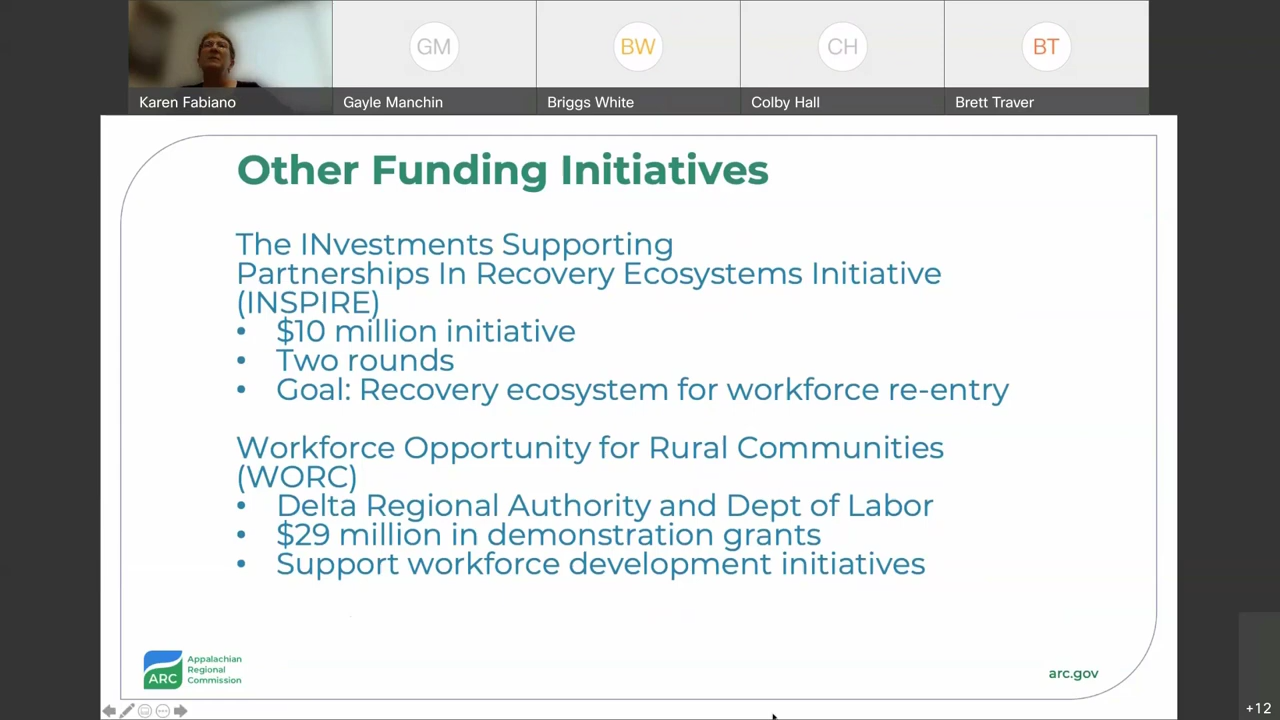 GM
BW
CH
BT
Karen Fabiano
Gayle Manchin
Briggs White
Colby Hall
Brett Traver
Other Funding Initiatives
The INvestments Supporting
Partnerships In Recovery Ecosystems Initiative
(INSPIRE)
• $10 million initiative
• Two rounds
• Goal: Recovery ecosystem for workforce re-entry
Workforce Opportunity for Rural Communities
(WORC)
• Delta Regional Authority and Dept of Labor
• $29 million in demonstration grants
• Support workforce development initiatives
ARC
Appalachian
Regional
Commission
arc.gov
+12